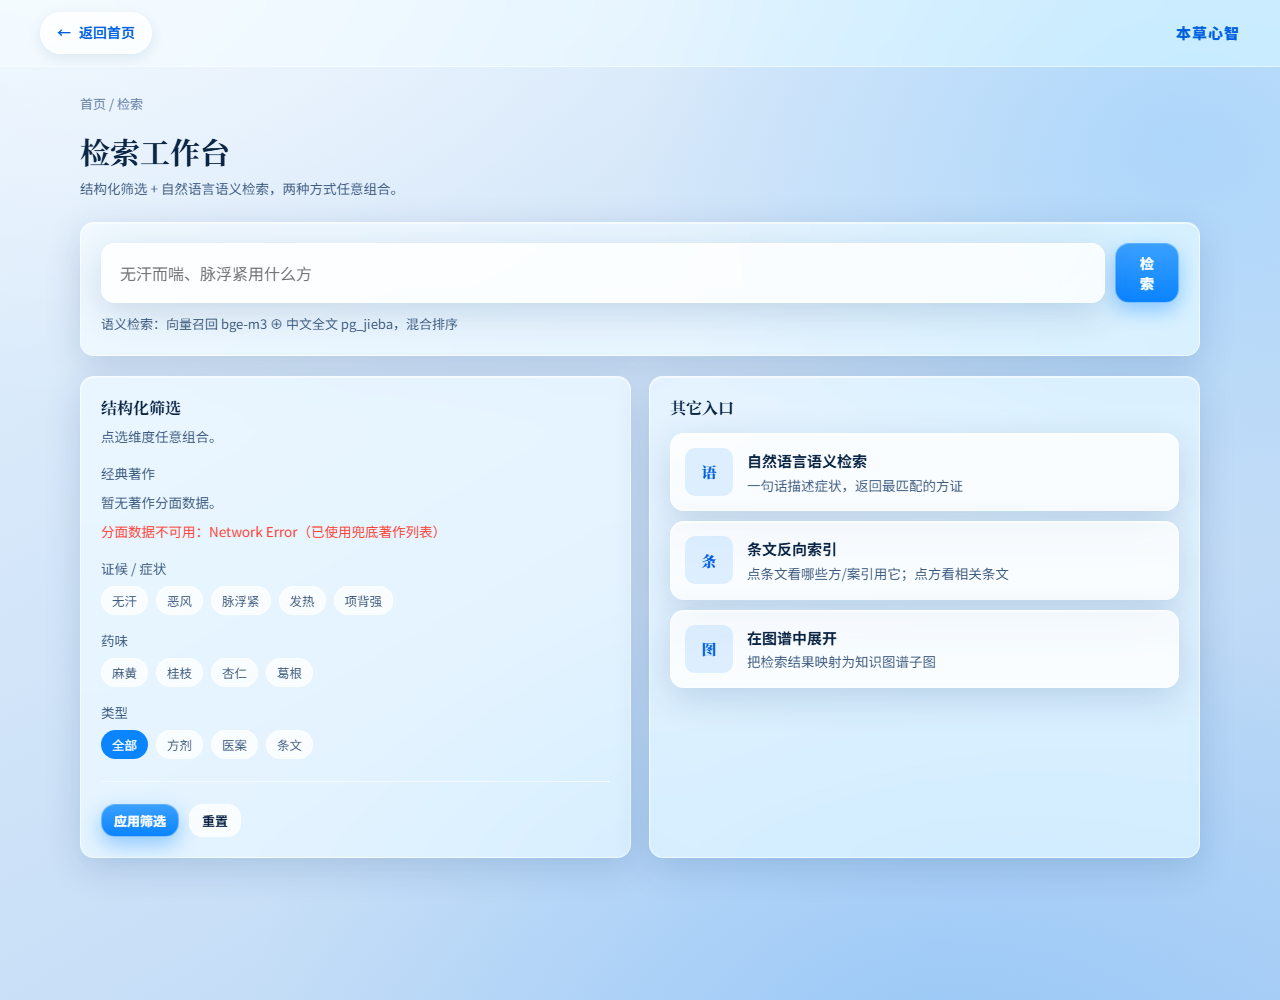 ← 返回首页
本草心智
首页 / 检索
检索工作台
结构化筛选 + 自然语言语义检索，两种方式任意组合。
无汗而喘、脉浮紧用什么方
检
索
语义检索：向量召回 bge-m3 ⊕ 中文全文 pg_jieba，混合排序
结构化筛选
点选维度任意组合。
经典著作
暂无著作分面数据。
分面数据不可用：Network Error（已使用兜底著作列表）
证候 / 症状
无汗 恶风 脉浮紧 发热 项背强
药味
麻黄 桂枝 杏仁 葛根
类型
全部 方剂 医案 条文
应用筛选 重置
其它入口
语
自然语言语义检索
一句话描述症状，返回最匹配的方证
条
条文反向索引
点条文看哪些方/案引用它；点方看相关条文
图
在图谱中展开
把检索结果映射为知识图谱子图